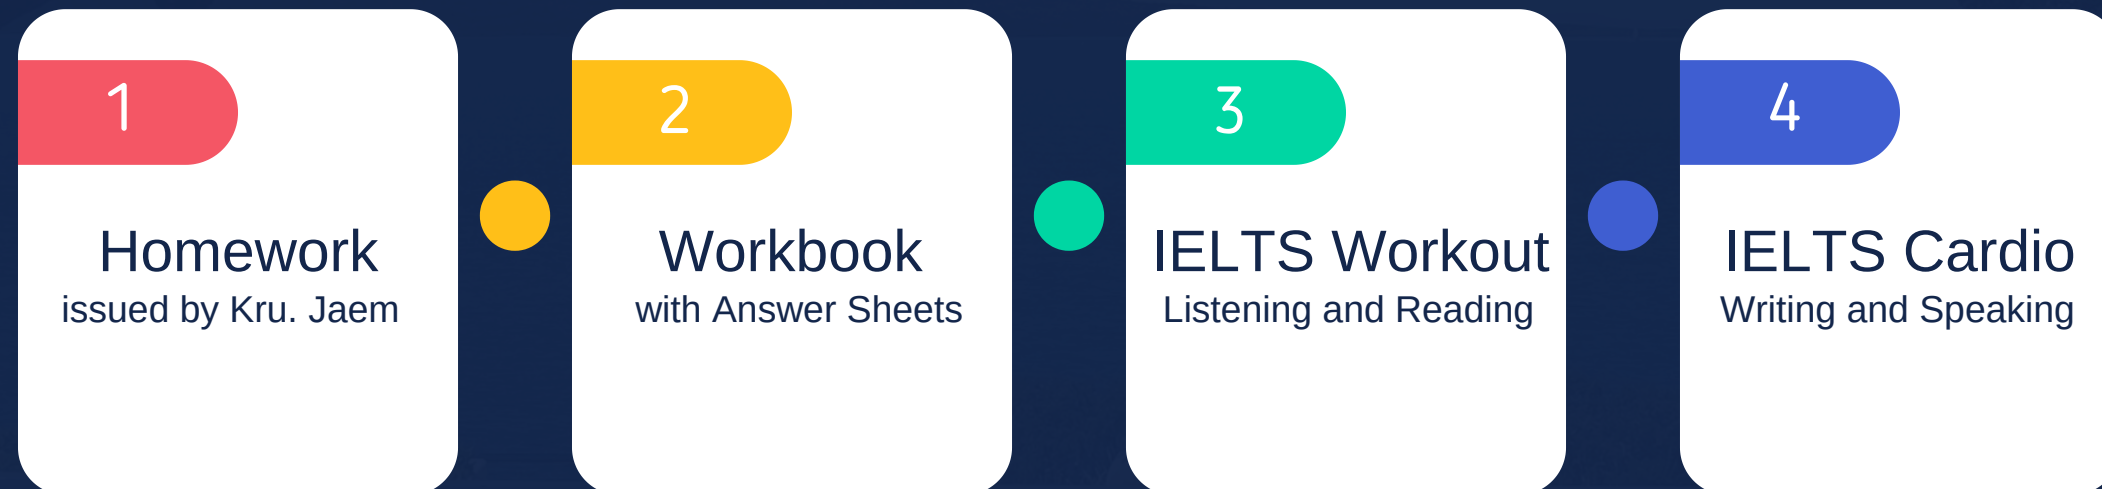 1
Homework
issued by Kru. Jaem
2
Workbook
with Answer Sheets
3
IELTS Workout
Listening and Reading
4
IELTS Cardio
Writing and Speaking